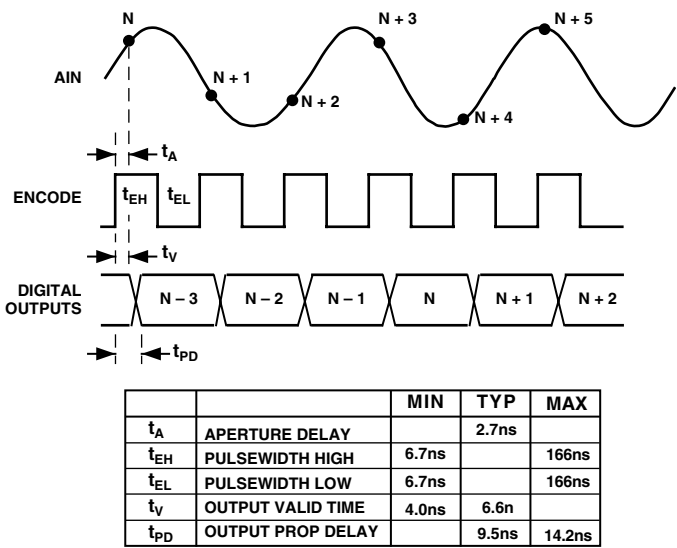 N
N + 3
N + 5
AIN
N + 1
N + 2
N + 4
tA
ENCODE
tEH
tEL
tV
DIGITAL
OUTPUTS
N – 3
N – 2
N – 1
N
N + 1
N + 2
tPD
MIN TYP MAX
tA APERTURE DELAY 2.7ns
tEH PULSEWIDTH HIGH 6.7ns 166ns
tEL PULSEWIDTH LOW 6.7ns 166ns
tV OUTPUT VALID TIME 4.0ns 6.6n
tPD OUTPUT PROP DELAY 9.5ns 14.2ns